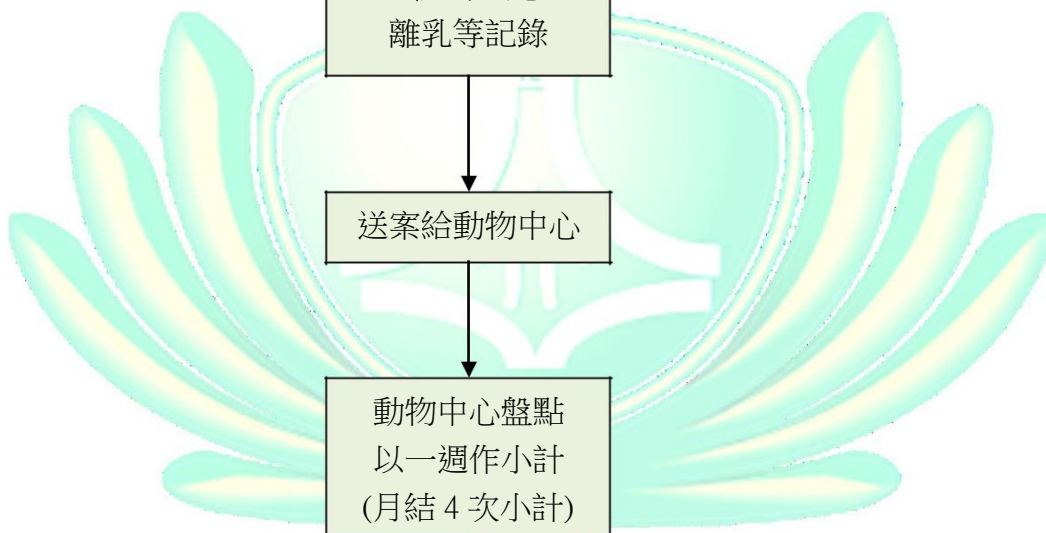 離乳等記錄
送案給動物中心
動物中心盤點
以一週作小計
(月結 4 次小計)